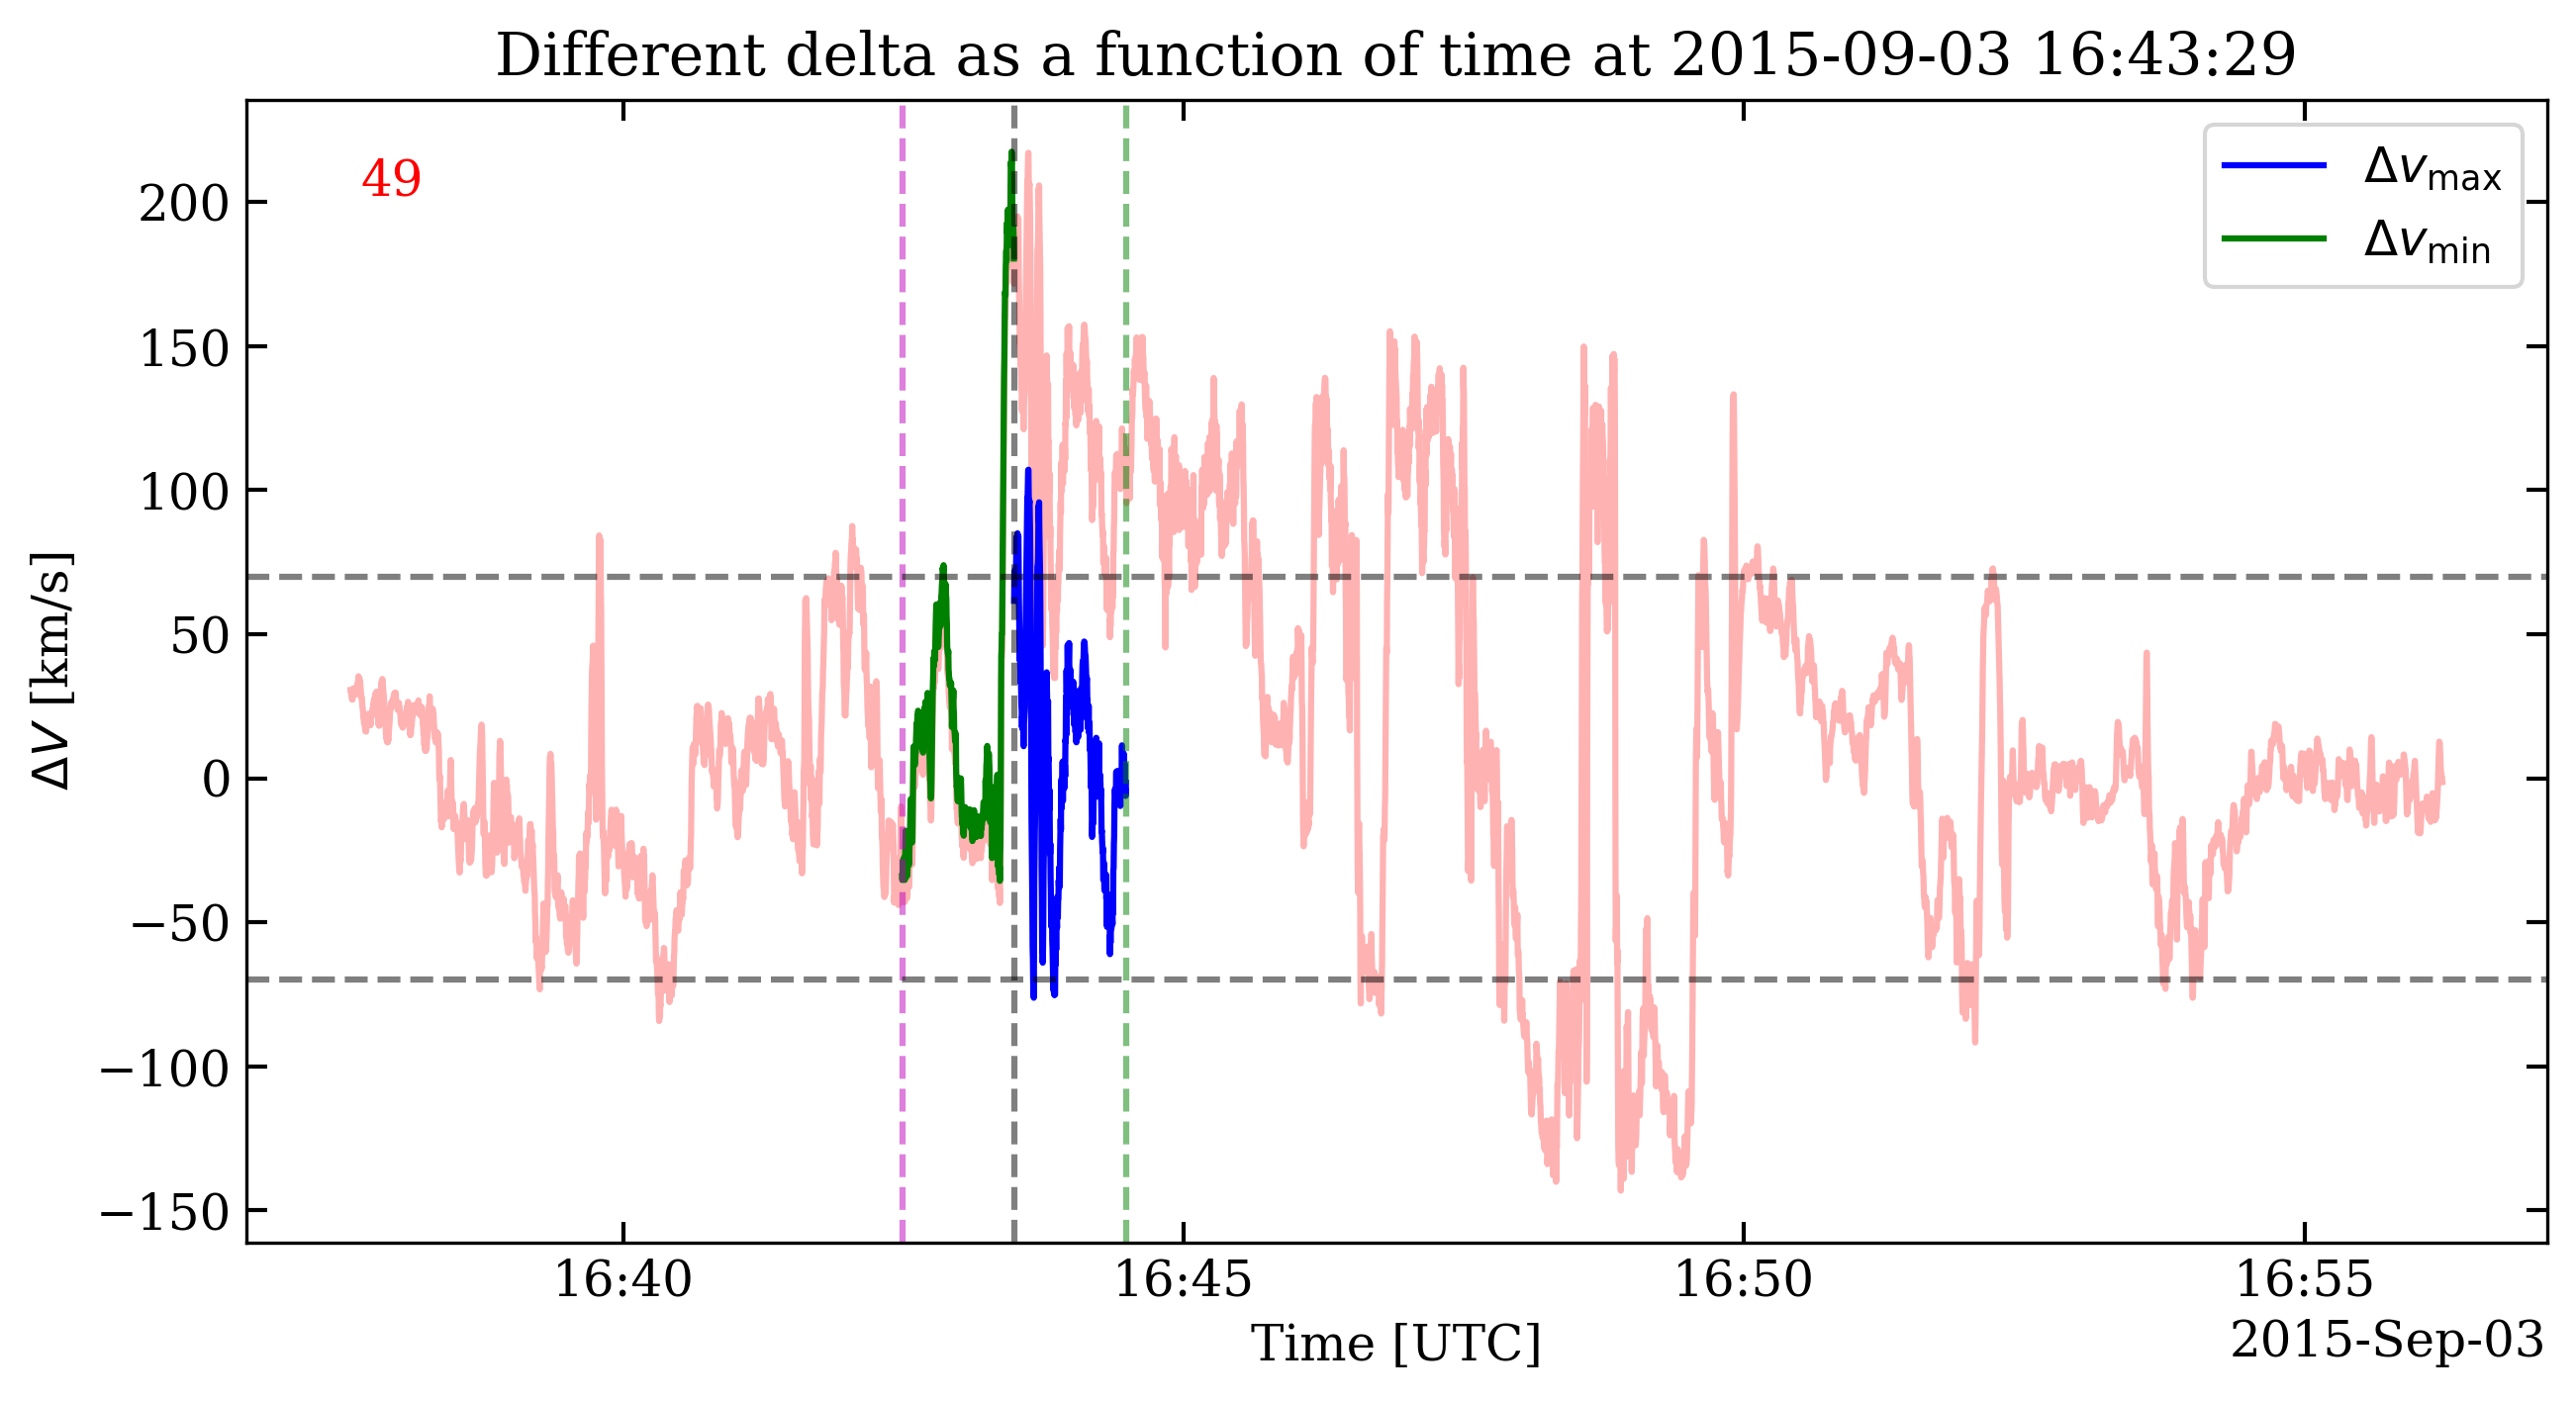 Different delta as a function of time at 2015-09-03 16:43:29
49
Δv_max
Δv_min
200
150
100
50
0
−50
−100
−150
ΔV [km/s]
16:40 16:45 16:50 16:55
Time [UTC]
2015-Sep-03